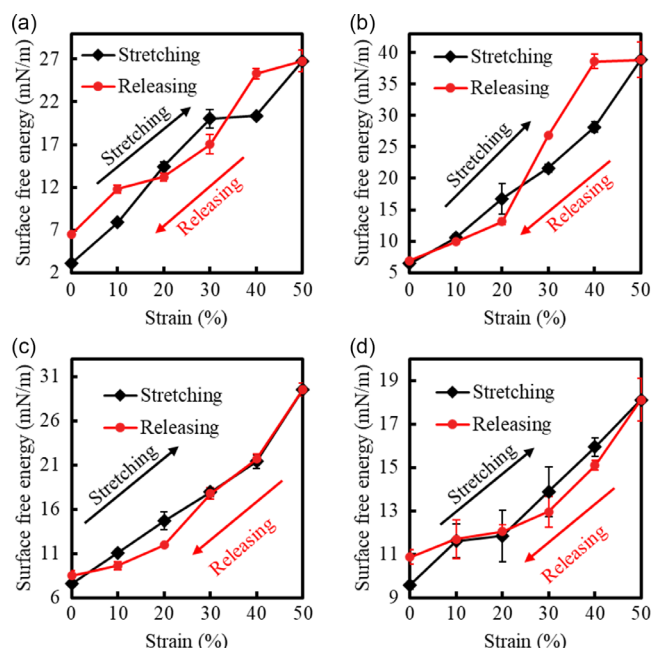 (a)
Surface free energy (mN/m)
27
22
17
12
7
2
Stretching
Releasing
Stretching
Releasing
0 10 20 30 40 50
Strain (%)
(b)
Surface free energy (mN/m)
40
35
30
25
20
15
10
5
Stretching
Releasing
Stretching
Releasing
0 10 20 30 40 50
Strain (%)
(c)
Surface free energy (mN/m)
31
26
21
16
11
6
Stretching
Releasing
Stretching
Releasing
0 10 20 30 40 50
Strain (%)
(d)
Surface free energy (mN/m)
19
17
15
13
11
9
Stretching
Releasing
Stretching
Releasing
0 10 20 30 40 50
Strain (%)